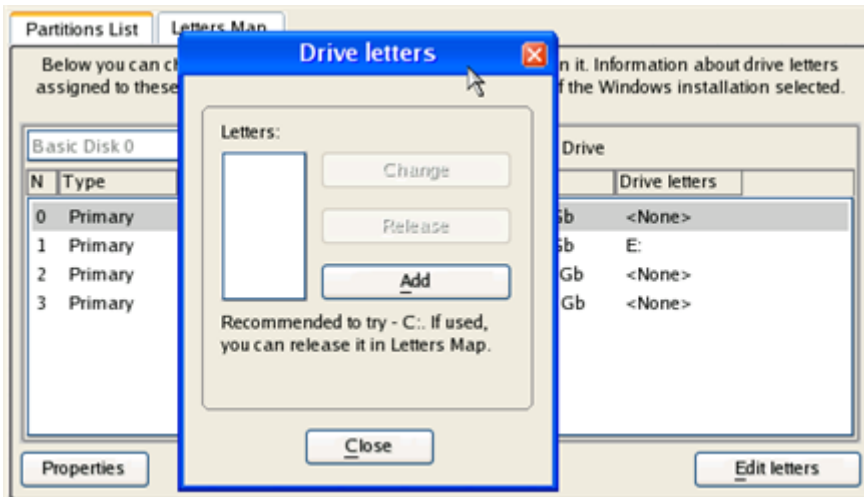 Partitions List Letters Map
Drive letters
Below you can n it. Information about drive letters
assigned to these f the Windows installation selected.
Letters:
Basic Disk 0 Drive
Change
N Type Drive letters
0 Primary Gb <None>
Release
1 Primary Gb E:
2 Primary Gb <None>
Add
3 Primary Gb <None>
Recommended to try - C:. If used,
you can release it in Letters Map.
Close
Properties Edit letters